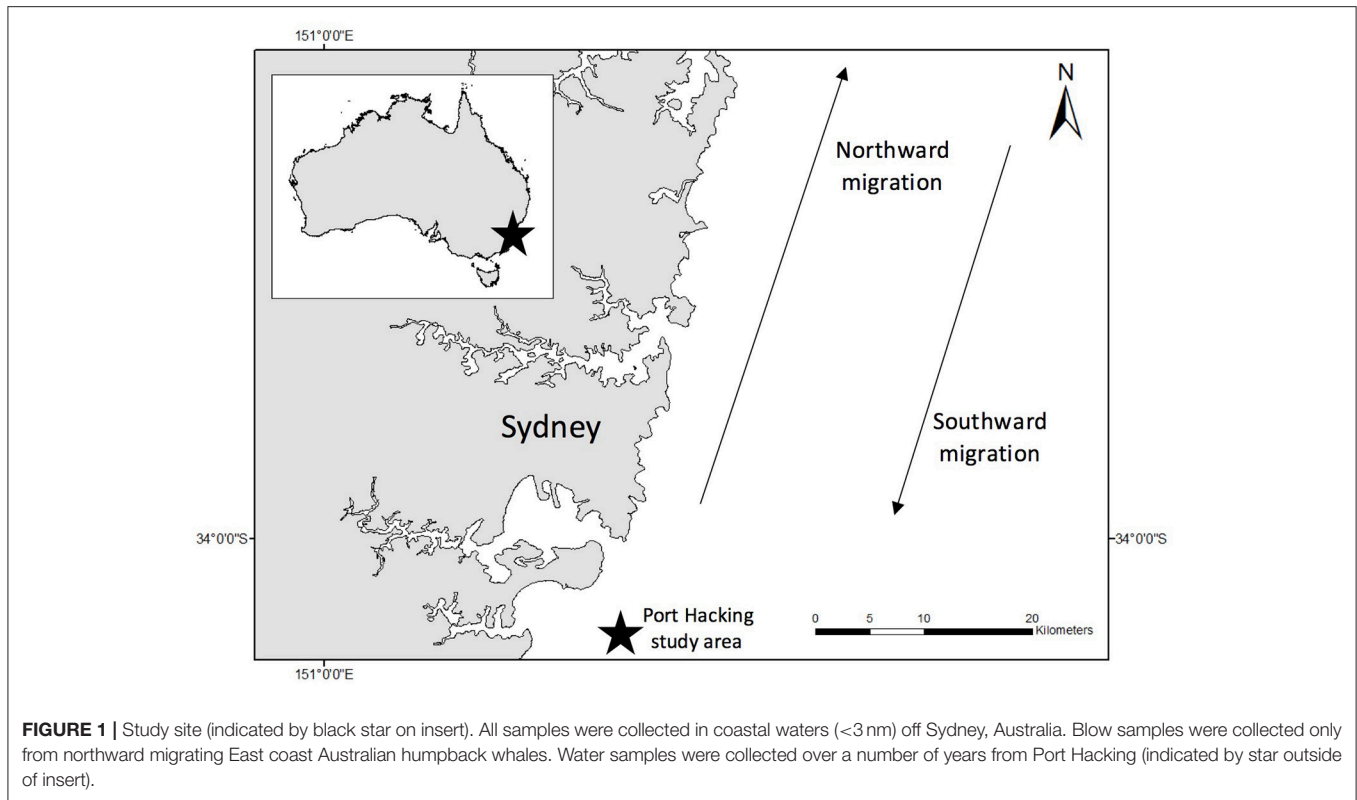 151°0'0"E
N
Northward
migration
Southward
migration
Sydney
34°0'0"S
34°0'0"S
Port Hacking
study area
0 5 10 20
Kilometers
151°0'0"E
FIGURE 1 | Study site (indicated by black star on insert). All samples were collected in coastal waters (<3 nm) off Sydney, Australia. Blow samples were collected only
from northward migrating East coast Australian humpback whales. Water samples were collected over a number of years from Port Hacking (indicated by star outside
of insert).